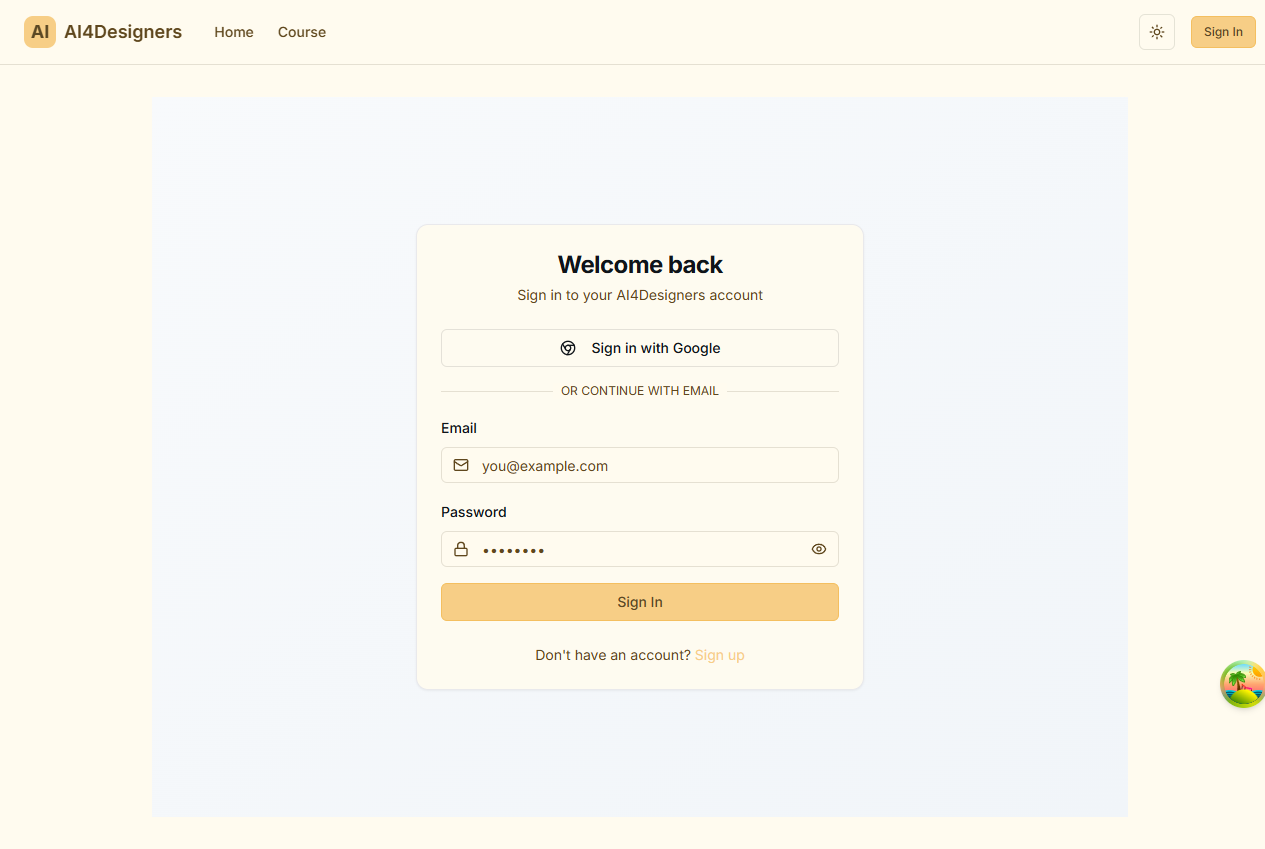 AI AI4Designers Home Course Sign In
Welcome back
Sign in to your AI4Designers account
Sign in with Google
OR CONTINUE WITH EMAIL
Email
you@example.com
Password
••••••••
Sign In
Don't have an account? Sign up